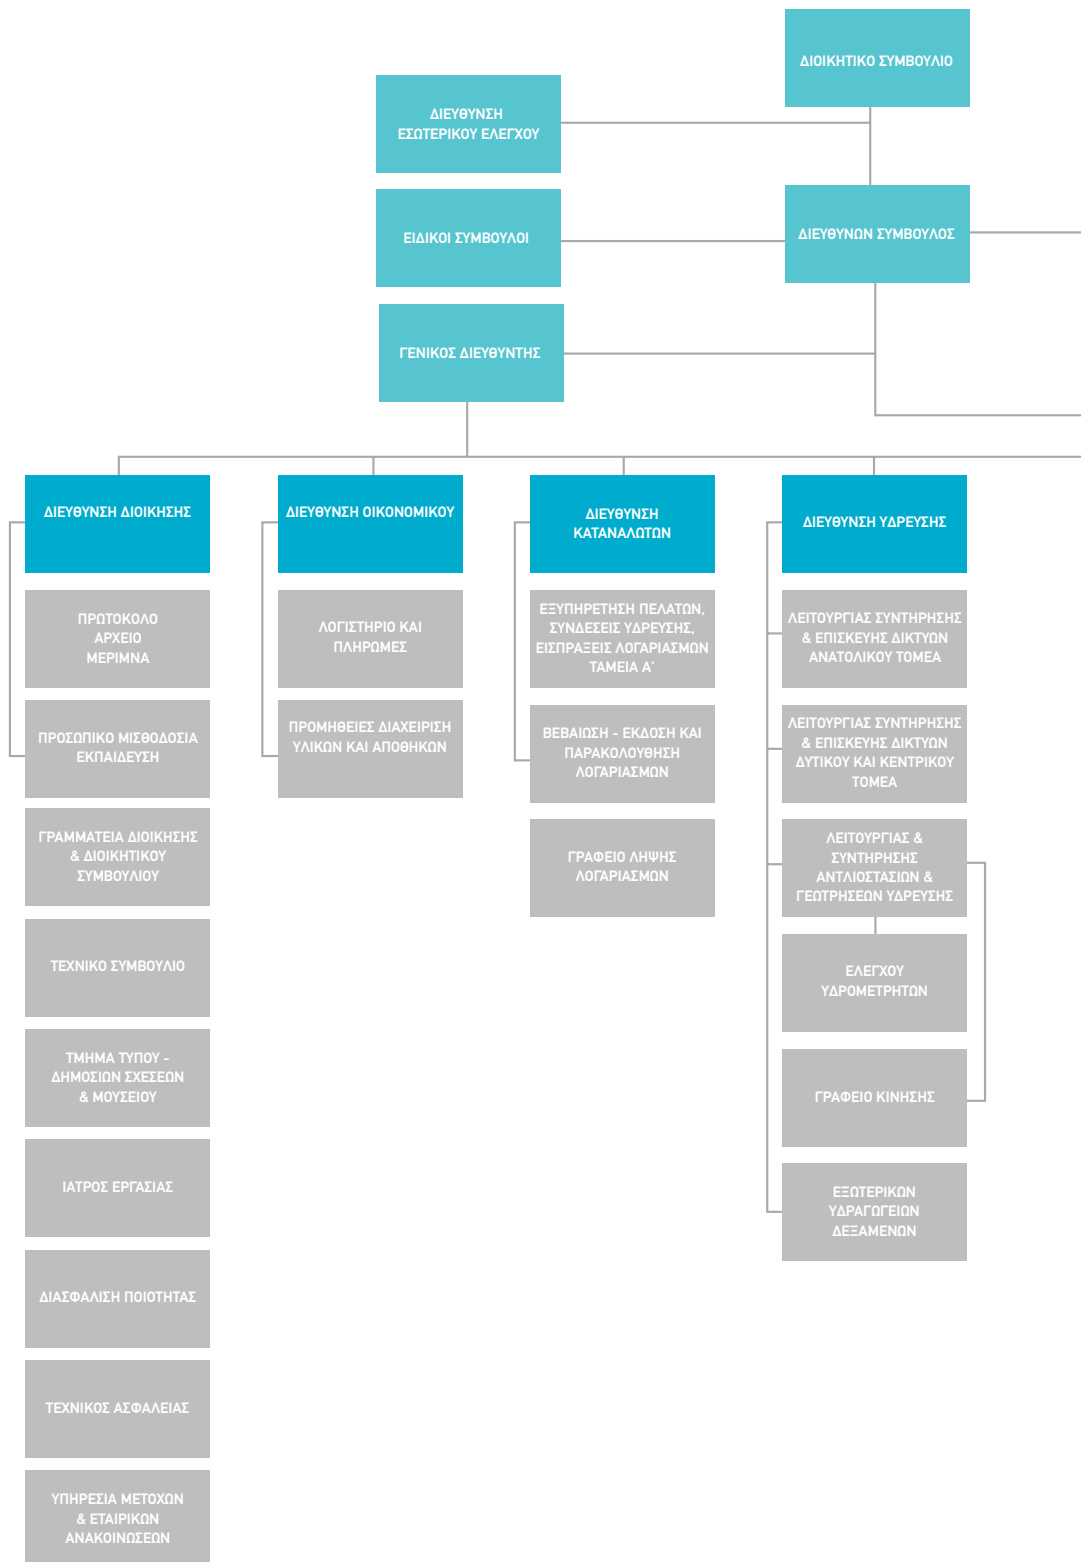 ΔΙΟΙΚΗΤΙΚΟ ΣΥΜΒΟΥΛΙΟ
ΔΙΕΥΘΥΝΣΗ
ΕΣΩΤΕΡΙΚΟΥ ΕΛΕΓΧΟΥ
ΕΙΔΙΚΟΙ ΣΥΜΒΟΥΛΟΙ
ΔΙΕΥΘΥΝΩΝ ΣΥΜΒΟΥΛΟΣ
ΓΕΝΙΚΟΣ ΔΙΕΥΘΥΝΤΗΣ
ΔΙΕΥΘΥΝΣΗ ΔΙΟΙΚΗΣΗΣ
ΠΡΩΤΟΚΟΛΟ
ΑΡΧΕΙΟ
ΜΕΡΙΜΝΑ
ΠΡΟΣΩΠΙΚΟ ΜΙΣΘΟΔΟΣΙΑ
ΕΚΠΑΙΔΕΥΣΗ
ΓΡΑΜΜΑΤΕΙΑ ΔΙΟΙΚΗΣΗΣ
& ΔΙΟΙΚΗΤΙΚΟΥ
ΣΥΜΒΟΥΛΙΟΥ
ΤΕΧΝΙΚΟ ΣΥΜΒΟΥΛΙΟ
ΤΜΗΜΑ ΤΥΠΟΥ -
ΔΗΜΟΣΙΩΝ ΣΧΕΣΕΩΝ
& ΜΟΥΣΕΙΟΥ
ΙΑΤΡΟΣ ΕΡΓΑΣΙΑΣ
ΔΙΑΣΦΑΛΙΣΗ ΠΟΙΟΤΗΤΑΣ
ΤΕΧΝΙΚΟΣ ΑΣΦΑΛΕΙΑΣ
ΥΠΗΡΕΣΙΑ ΜΕΤΟΧΩΝ
& ΕΤΑΙΡΙΚΩΝ
ΑΝΑΚΟΙΝΩΣΕΩΝ
ΔΙΕΥΘΥΝΣΗ ΟΙΚΟΝΟΜΙΚΟΥ
ΛΟΓΙΣΤΗΡΙΟ ΚΑΙ
ΠΛΗΡΩΜΕΣ
ΠΡΟΜΗΘΕΙΕΣ ΔΙΑΧΕΙΡΙΣΗ
ΥΛΙΚΩΝ ΚΑΙ ΑΠΟΘΗΚΩΝ
ΔΙΕΥΘΥΝΣΗ
ΚΑΤΑΝΑΛΩΤΩΝ
ΕΞΥΠΗΡΕΤΗΣΗ ΠΕΛΑΤΩΝ,
ΣΥΝΔΕΣΕΙΣ ΥΔΡΕΥΣΗΣ,
ΕΙΣΠΡΑΞΕΙΣ ΛΟΓΑΡΙΑΣΜΩΝ
ΤΑΜΕΙΑ Α'
ΒΕΒΑΙΩΣΗ - ΕΚΔΟΣΗ ΚΑΙ
ΠΑΡΑΚΟΛΟΥΘΗΣΗ
ΛΟΓΑΡΙΑΣΜΩΝ
ΓΡΑΦΕΙΟ ΛΗΨΗΣ
ΛΟΓΑΡΙΑΣΜΩΝ
ΔΙΕΥΘΥΝΣΗ ΥΔΡΕΥΣΗΣ
ΛΕΙΤΟΥΡΓΙΑΣ ΣΥΝΤΗΡΗΣΗΣ
& ΕΠΙΣΚΕΥΗΣ ΔΙΚΤΥΩΝ
ΑΝΑΤΟΛΙΚΟΥ ΤΟΜΕΑ
ΛΕΙΤΟΥΡΓΙΑΣ ΣΥΝΤΗΡΗΣΗΣ
& ΕΠΙΣΚΕΥΗΣ ΔΙΚΤΥΩΝ
ΔΥΤΙΚΟΥ ΚΑΙ ΚΕΝΤΡΙΚΟΥ
ΤΟΜΕΑ
ΛΕΙΤΟΥΡΓΙΑΣ &
ΣΥΝΤΗΡΗΣΗΣ
ΑΝΤΛΙΟΣΤΑΣΙΩΝ &
ΓΕΩΤΡΗΣΕΩΝ ΥΔΡΕΥΣΗΣ
ΕΛΕΓΧΟΥ
ΥΔΡΟΜΕΤΡΗΤΩΝ
ΓΡΑΦΕΙΟ ΚΙΝΗΣΗΣ
ΕΞΩΤΕΡΙΚΩΝ
ΥΔΡΑΓΩΓΕΙΩΝ
ΔΕΞΑΜΕΝΩΝ